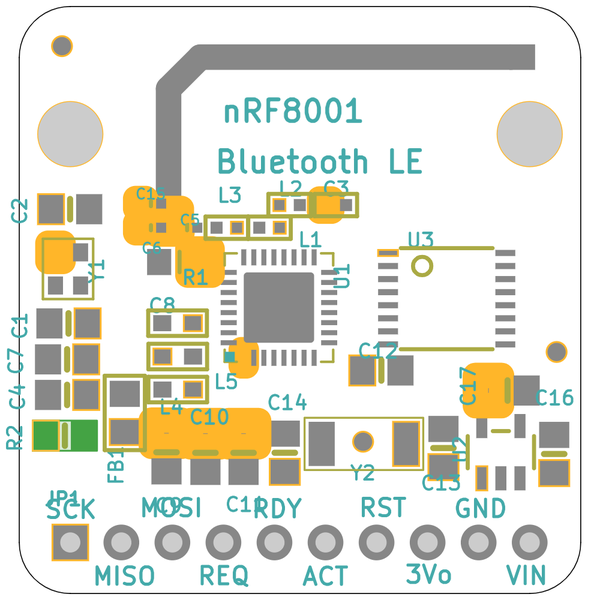 nRF8001
Bluetooth LE
C15
L3
L2
C3
C2
C5
C6
L1
U3
Y1
R1
U1
C8
C1
C7
C12
L5
C4
C17
C16
L4
C10
C14
R2
FB1
Y2
U2
C13
JP1
SCK
MOSI
C9
C11
RDY
RST
GND
MISO
REQ
ACT
3Vo
VIN